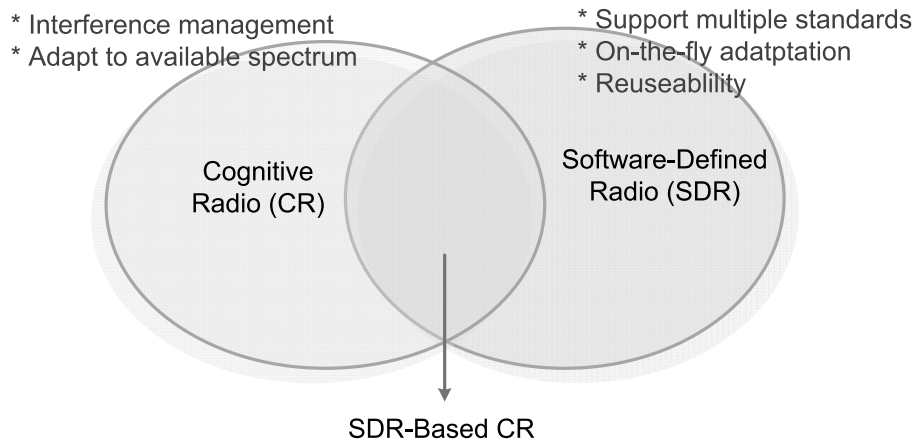 * Interference management
* Adapt to available spectrum
* Support multiple standards
* On-the-fly adatptation
* Reuseablility
Cognitive
Radio (CR)
Software-Defined
Radio (SDR)
SDR-Based CR